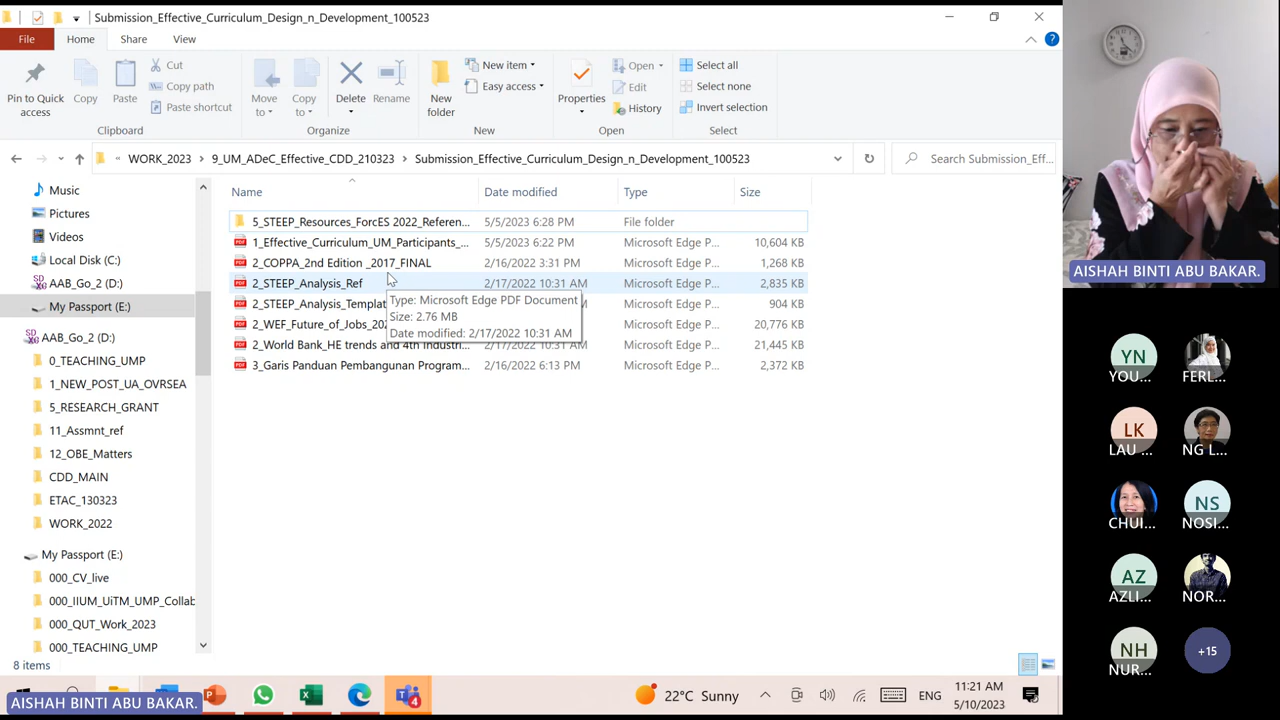 Submission_Effective_Curriculum_Design_n_Development_100523
File Home Share View
Pin to Quick access
Copy
Paste
Cut
Copy path
Paste shortcut
Clipboard
Move to
Copy to
Delete
Rename
Organize
New folder
New item
Easy access
New
Properties
Open
Edit
History
Open
Select all
Select none
Invert selection
Select
« WORK_2023 > 9_UM_ADeC_Effective_CDD_210323 > Submission_Effective_Curriculum_Design_n_Development_100523
Search Submission_Effective...
Music
Pictures
Videos
Local Disk (C:)
AAB_Go_2 (D:)
My Passport (E:)
AAB_Go_2 (D:)
0_TEACHING_UMP
1_NEW_POST_UA_OVRSEA
5_RESEARCH_GRANT
11_Assmnt_ref
12_OBE_Matters
CDD_MAIN
ETAC_130323
WORK_2022
My Passport (E:)
000_CV_live
000_IIUM_UiTM_UMP_Collab
000_QUT_Work_2023
000_TEACHING_UMP
Name Date modified Type Size
5_STEEP_Resources_ForcES 2022_Referen... 5/5/2023 6:28 PM File folder
1_Effective_Curriculum_UM_Participants_... 5/5/2023 6:22 PM Microsoft Edge P... 10,604 KB
2_COPPA_2nd Edition _2017_FINAL 2/16/2022 3:31 PM Microsoft Edge P... 1,268 KB
2_STEEP_Analysis_Ref 2/17/2022 10:31 AM Microsoft Edge P... 2,835 KB
2_STEEP_Analysis_Templat Microsoft Edge P... 904 KB
2_WEF_Future_of_Jobs_202 Microsoft Edge P... 20,776 KB
2_World Bank_HE trends and 4th Industri... 2/17/2022 10:31 AM Microsoft Edge P... 21,445 KB
3_Garis Panduan Pembangunan Program... 2/16/2022 6:13 PM Microsoft Edge P... 2,372 KB
Type: Microsoft Edge PDF Document
Size: 2.76 MB
Date modified: 2/17/2022 10:31 AM
8 items
AISHAH BINTI ABU BAKAR.
4
22°C Sunny
ENG
11:21 AM
5/10/2023
AISHAH BINTI ABU BAKAR.
YN
YOU...
FERL...
LK
LAU ...
NG L...
CHUI...
NS
NOSI...
AZ
AZLI...
NOR...
NH
NUR...
+15